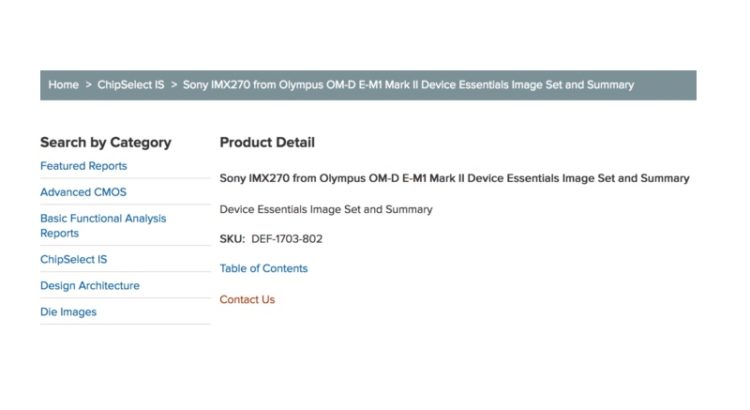 Home > ChipSelect IS > Sony IMX270 from Olympus OM-D E-M1 Mark II Device Essentials Image Set and Summary
Search by Category
Featured Reports
Advanced CMOS
Basic Functional Analysis
Reports
ChipSelect IS
Design Architecture
Die Images
Product Detail
Sony IMX270 from Olympus OM-D E-M1 Mark II Device Essentials Image Set and Summary
Device Essentials Image Set and Summary
SKU: DEF-1703-802
Table of Contents
Contact Us